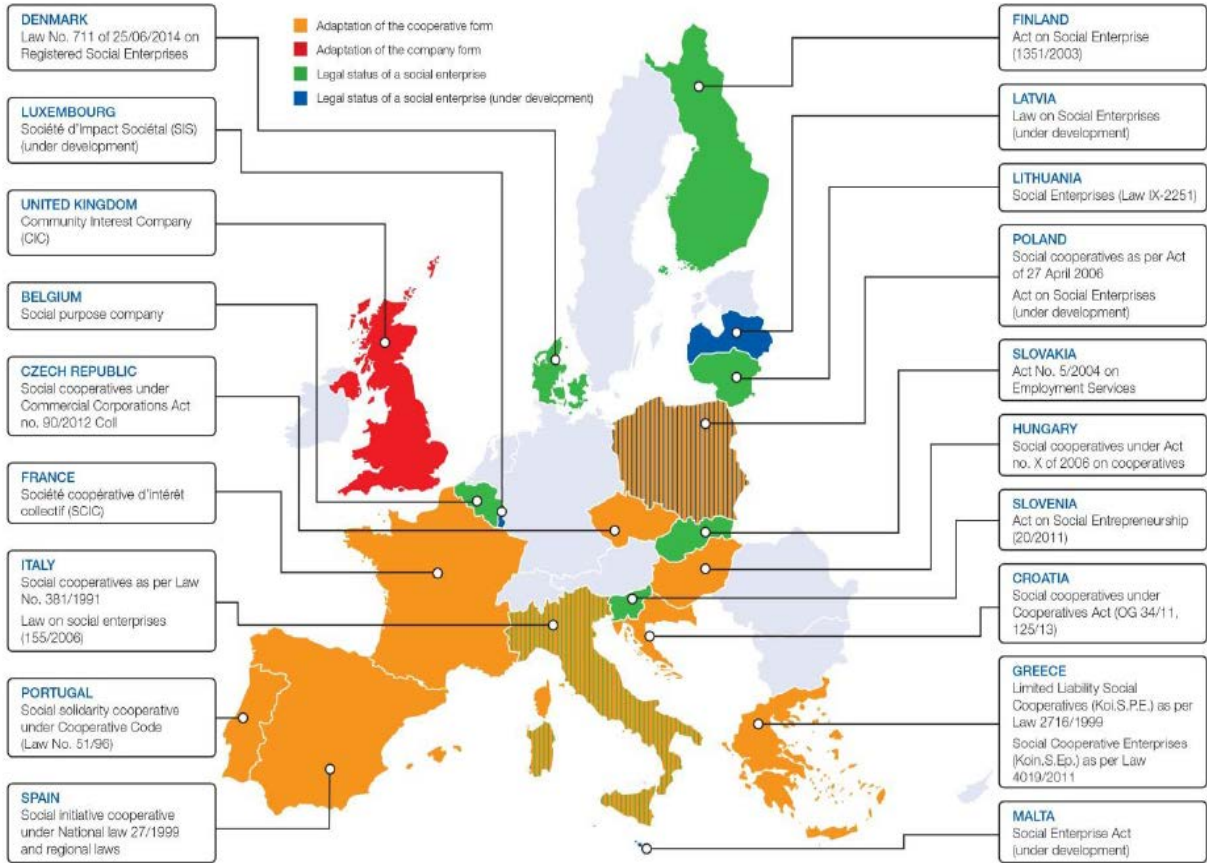 DENMARK
Law No. 711 of 25/06/2014 on
Registered Social Enterprises
LUXEMBOURG
Société d'Impact Sociétal (SIS)
(under development)
UNITED KINGDOM
Community Interest Company
(CIC)
BELGIUM
Social purpose company
CZECH REPUBLIC
Social cooperatives under
Commercial Corporations Act
no. 90/2012 Coll
FRANCE
Société coopérative d'intérêt
collectif (SCIC)
ITALY
Social cooperatives as per Law
No. 381/1991
Law on social enterprises
(155/2006)
PORTUGAL
Social solidarity cooperative
under Cooperative Code
(Law No. 51/96)
SPAIN
Social initiative cooperative
under National law 27/1999
and regional laws
Adaptation of the cooperative form
Adaptation of the company form
Legal status of a social enterprise
Legal status of a social enterprise (under development)
FINLAND
Act on Social Enterprise
(1351/2003)
LATVIA
Law on Social Enterprises
(under development)
LITHUANIA
Social Enterprises (Law IX-2251)
POLAND
Social cooperatives as per Act
of 27 April 2006
Act on Social Enterprises
(under development)
SLOVAKIA
Act No. 5/2004 on
Employment Services
HUNGARY
Social cooperatives under Act
no. X of 2006 on cooperatives
SLOVENIA
Act on Social Entrepreneurship
(20/2011)
CROATIA
Social cooperatives under
Cooperatives Act (OG 34/11,
125/13)
GREECE
Limited Liability Social
Cooperatives (Koi.S.P.E.) as per
Law 2716/1999
Social Cooperative Enterprises
(Koin.S.Ep.) as per Law
4019/2011
MALTA
Social Enterprise Act
(under development)